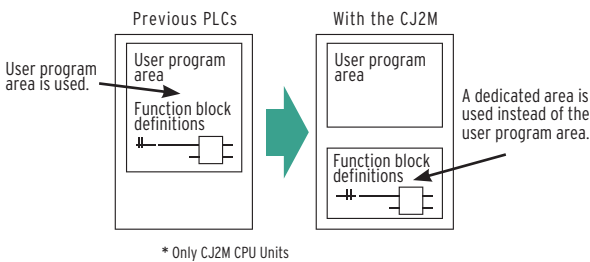 Previous PLCs
With the CJ2M
User program
area is used.
User program
area
Function block
definitions
User program
area
Function block
definitions
A dedicated area is
used instead of the
user program area.
* Only CJ2M CPU Units